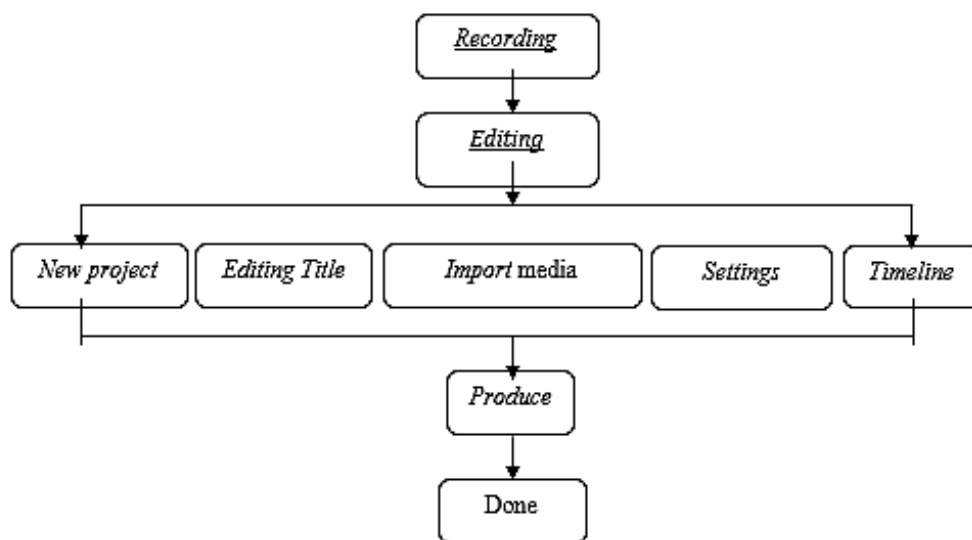 Recording
Editing
New project
Editing Title
Import media
Settings
Timeline
Produce
Done